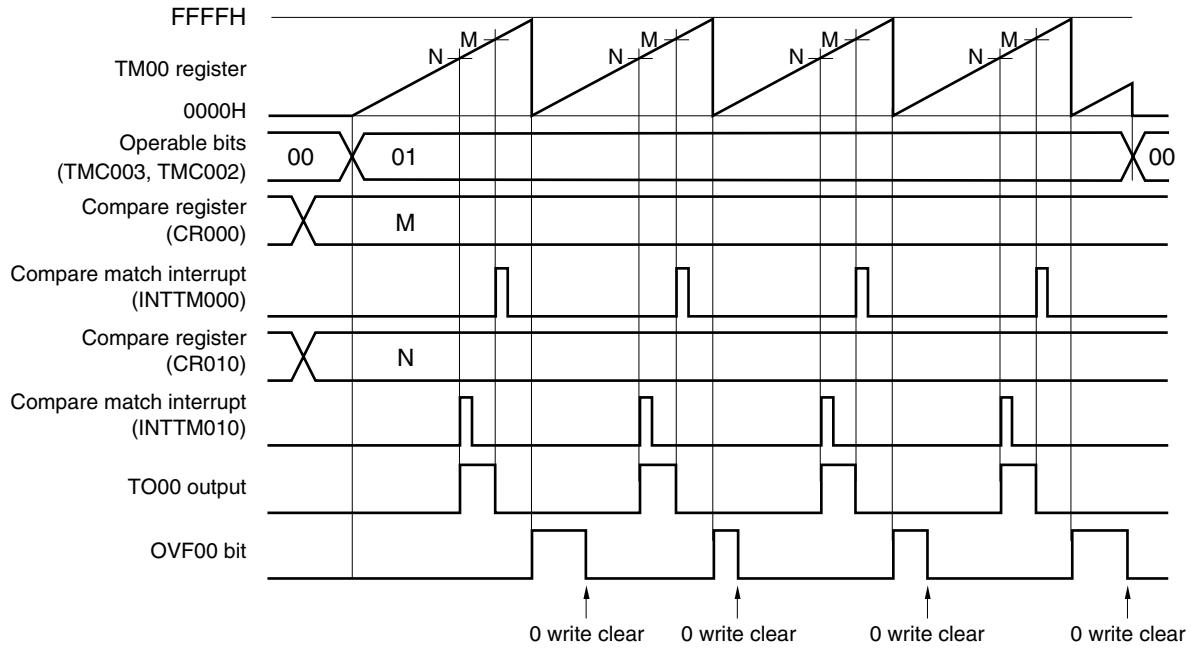 FFFFH
TM00 register
0000H
N M N M N M N M
Operable bits
(TMC003, TMC002)
00 01 00
Compare register
(CR000)
M
Compare match interrupt
(INTTM000)
Compare register
(CR010)
N
Compare match interrupt
(INTTM010)
TO00 output
OVF00 bit
0 write clear 0 write clear 0 write clear 0 write clear